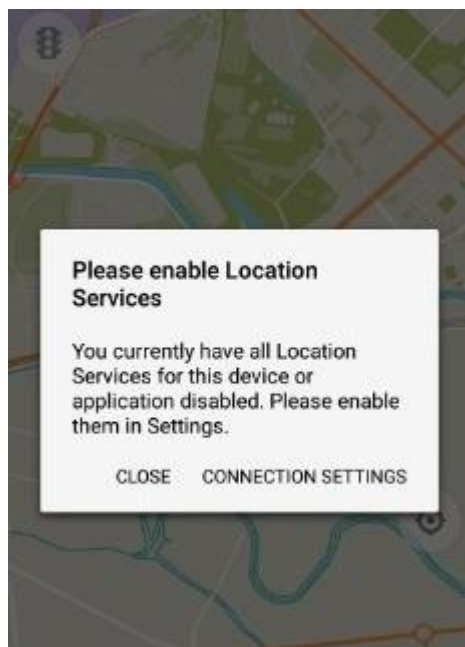 Please enable Location
Services
You currently have all Location
Services for this device or
application disabled. Please enable
them in Settings.
CLOSE CONNECTION SETTINGS